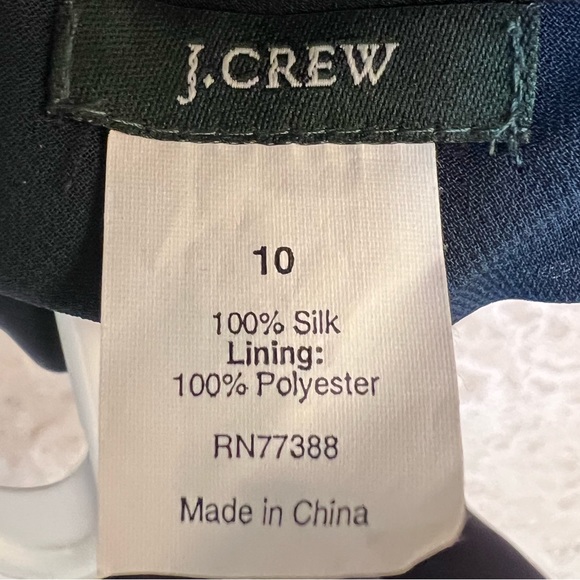 J.CREW
10
100% Silk
Lining:
100% Polyester
RN77388
Made in China